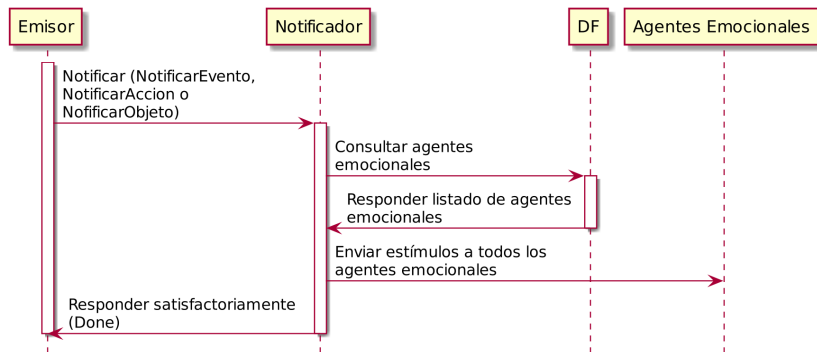 Emisor
Notificador
DF
Agentes Emocionales
Notificar (NotificarEvento,
NotificarAccion o
NofificarObjeto)
Consultar agentes
emocionales
Responder listado de agentes
emocionales
Enviar estímulos a todos los
agentes emocionales
Responder satisfactoriamente
(Done)